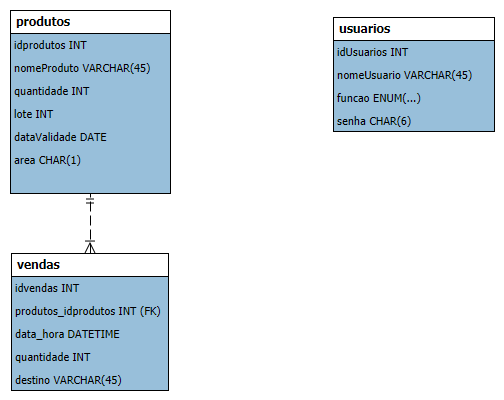 produtos
idprodutos INT
nomeProduto VARCHAR(45)
quantidade INT
lote INT
dataValidade DATE
area CHAR(1)
usuarios
idUsuarios INT
nomeUsuario VARCHAR(45)
funcao ENUM(...)
senha CHAR(6)
vendas
idvendas INT
produtos_idprodutos INT (FK)
data_hora DATETIME
quantidade INT
destino VARCHAR(45)